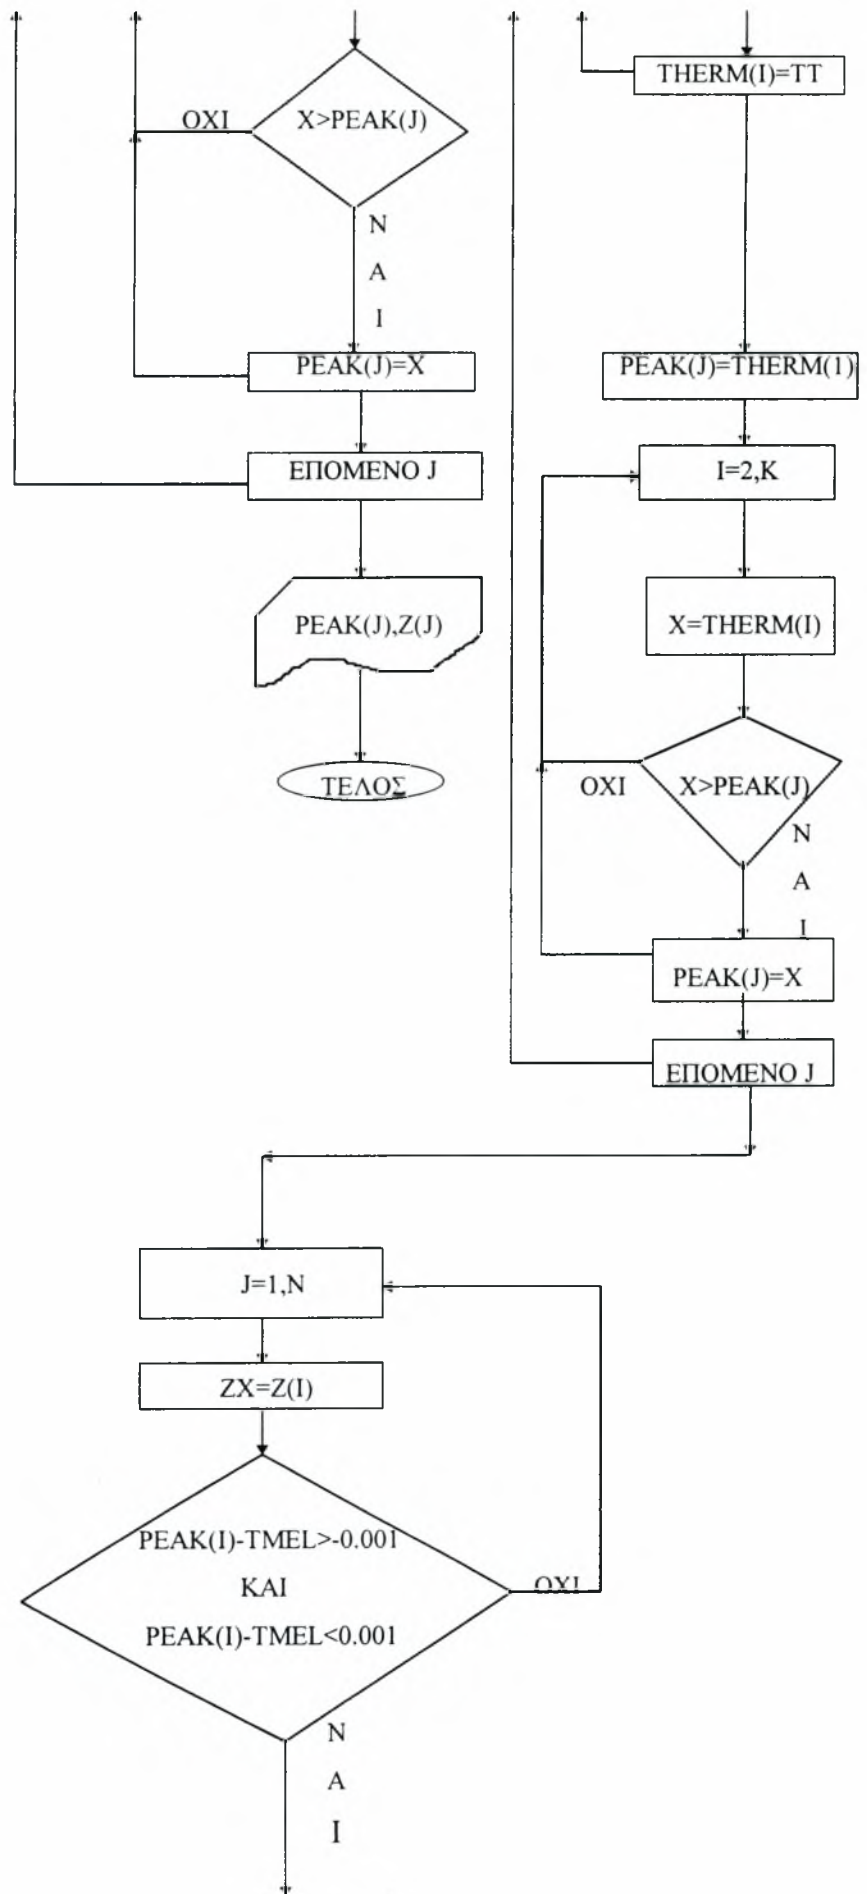 X>PEAK(J)
ΟΧΙ
Ν
Α
Ι
PEAK(J)=X
ΕΠΟΜΕΝΟ J
PEAK(J),Z(J)
ΤΕΛΟΣ
THERM(I)=TT
PEAK(J)=THERM(1)
I=2,K
X=THERM(I)
X>PEAK(J)
ΟΧΙ
Ν
Α
Ι
PEAK(J)=X
ΕΠΟΜΕΝΟ J
J=1,N
ZX=Z(I)
PEAK(I)-TMEL>-0.001
ΚΑΙ
PEAK(I)-TMEL<0.001
ΟΧΙ
Ν
Α
Ι